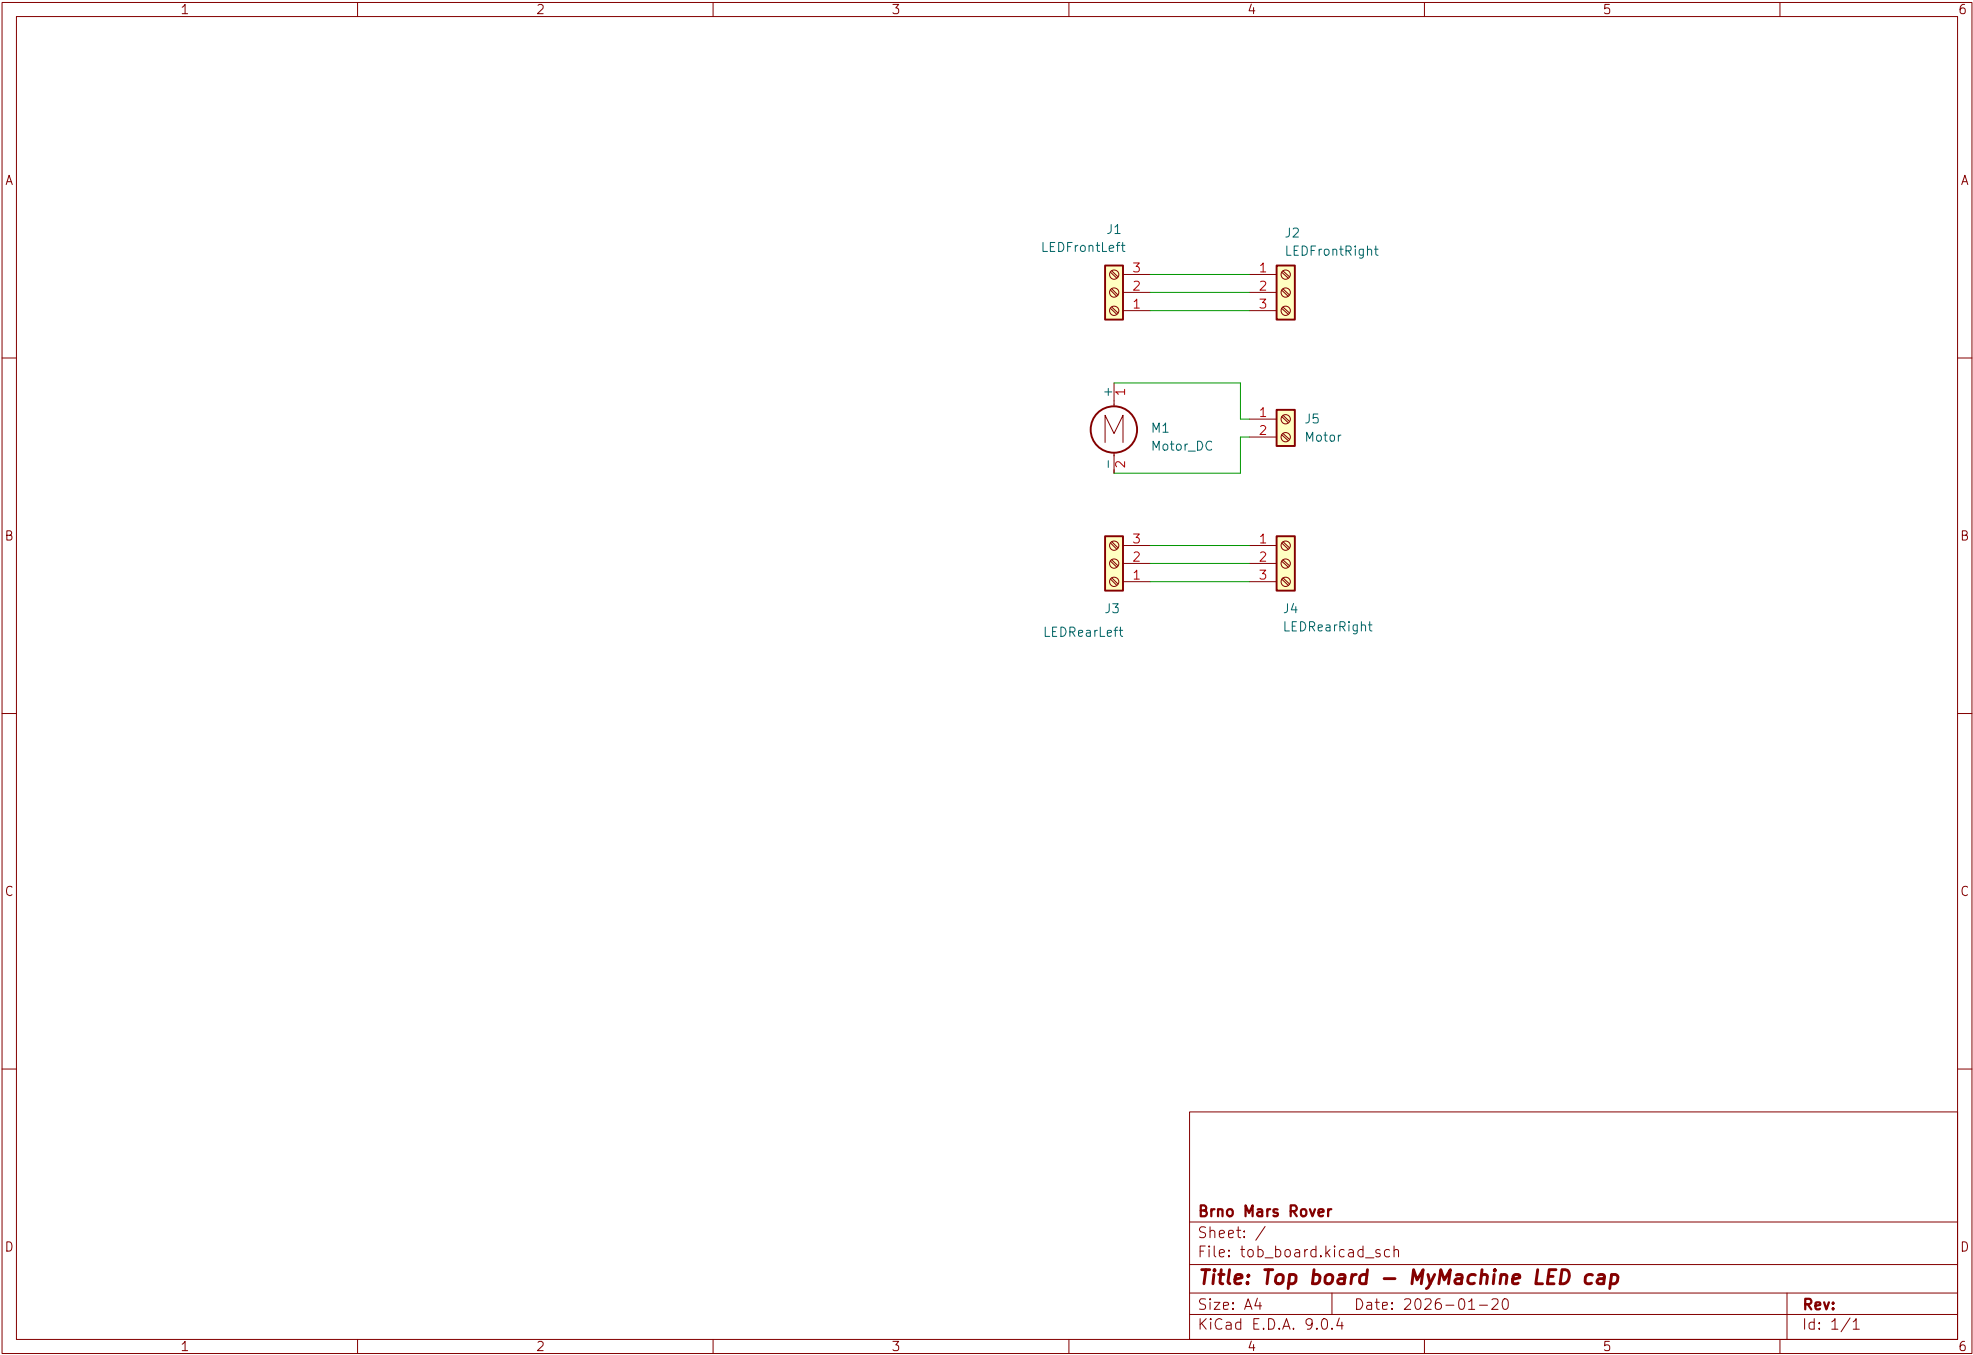 1 2 3 4 5 6
A A
J1
LEDFrontLeft
J2
LEDFrontRight
3 1
2 2
1 3
+ 1
M
- 2
M1
Motor_DC
1
2
J5
Motor
B B
3 1
2 2
1 3
J3
LEDRearLeft
J4
LEDRearRight
C C
D D
Brno Mars Rover
Sheet: /
File: tob_board.kicad_sch
Title: Top board – MyMachine LED cap
Size: A4 Date: 2026-01-20 Rev:
KiCad E.D.A. 9.0.4 Id: 1/1
1 2 3 4 5 6